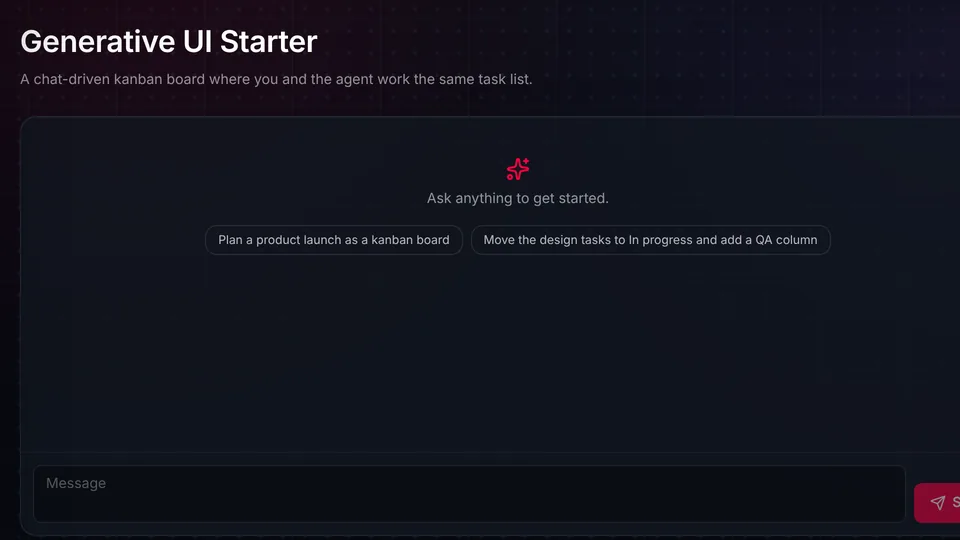 Generative UI Starter
A chat-driven kanban board where you and the agent work the same task list.
Ask anything to get started.
Plan a product launch as a kanban board
Move the design tasks to In progress and add a QA column
Message